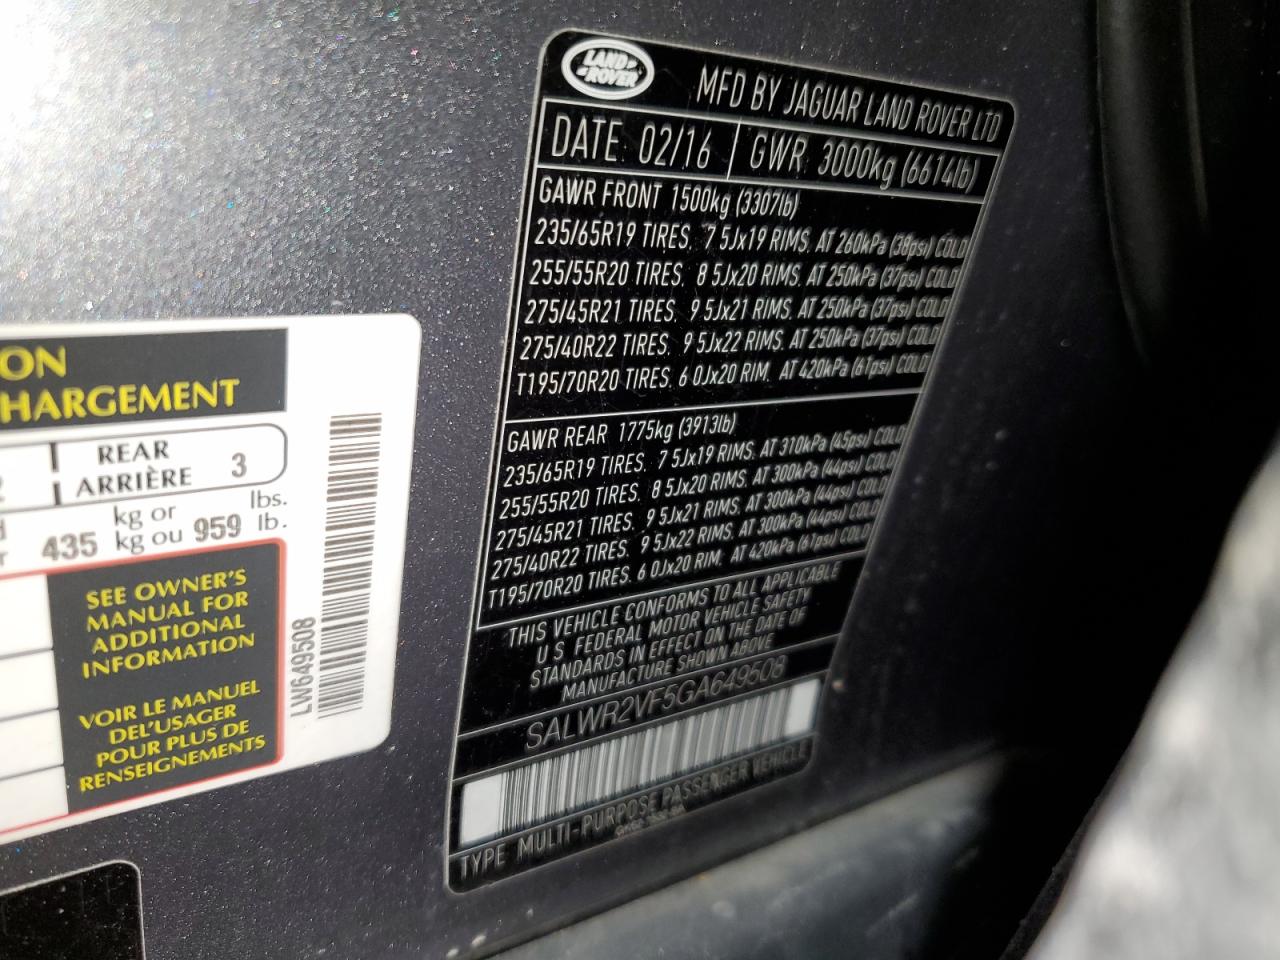 ON
HARGEMENT
REAR
ARRIÈRE 3
435 kg or 959 lbs.
kg ou lb.
SEE OWNER'S
MANUAL FOR
ADDITIONAL
INFORMATION
VOIR LE MANUEL
DE L'USAGER
POUR PLUS DE
RENSEIGNEMENTS
LW649508
LAND
ROVER
MFD BY JAGUAR LAND ROVER LTD
DATE 02/16 GWR 3000kg (6614lb)
GAWR FRONT 1500kg (3307lb)
235/65R19 TIRES, 7 5Jx19 RIMS, AT 260kPa (38psi) COLD
255/55R20 TIRES, 8 5Jx20 RIMS, AT 250kPa (37psi) COLD
275/45R21 TIRES, 9 5Jx21 RIMS, AT 250kPa (37psi) COLD
275/40R22 TIRES, 9 5Jx22 RIMS, AT 250kPa (37psi) COLD
T195/70R20 TIRES, 6 0Jx20 RIM, AT 420kPa (61psi) COLD
GAWR REAR 1775kg (3913lb)
235/65R19 TIRES, 7 5Jx19 RIMS, AT 310kPa (45psi) COLD
255/55R20 TIRES, 8 5Jx20 RIMS, AT 300kPa (44psi) COLD
275/45R21 TIRES, 9 5Jx21 RIMS, AT 300kPa (44psi) COLD
275/40R22 TIRES, 9 5Jx22 RIMS, AT 300kPa (44psi) COLD
T195/70R20 TIRES, 6 0Jx20 RIM, AT 420kPa (61psi) COLD
THIS VEHICLE CONFORMS TO ALL APPLICABLE
U S FEDERAL MOTOR VEHICLE SAFETY
STANDARDS IN EFFECT ON THE DATE OF
MANUFACTURE SHOWN ABOVE
SALWR2VF5GA649508
TYPE MULTI-PURPOSE PASSENGER VEHICLE